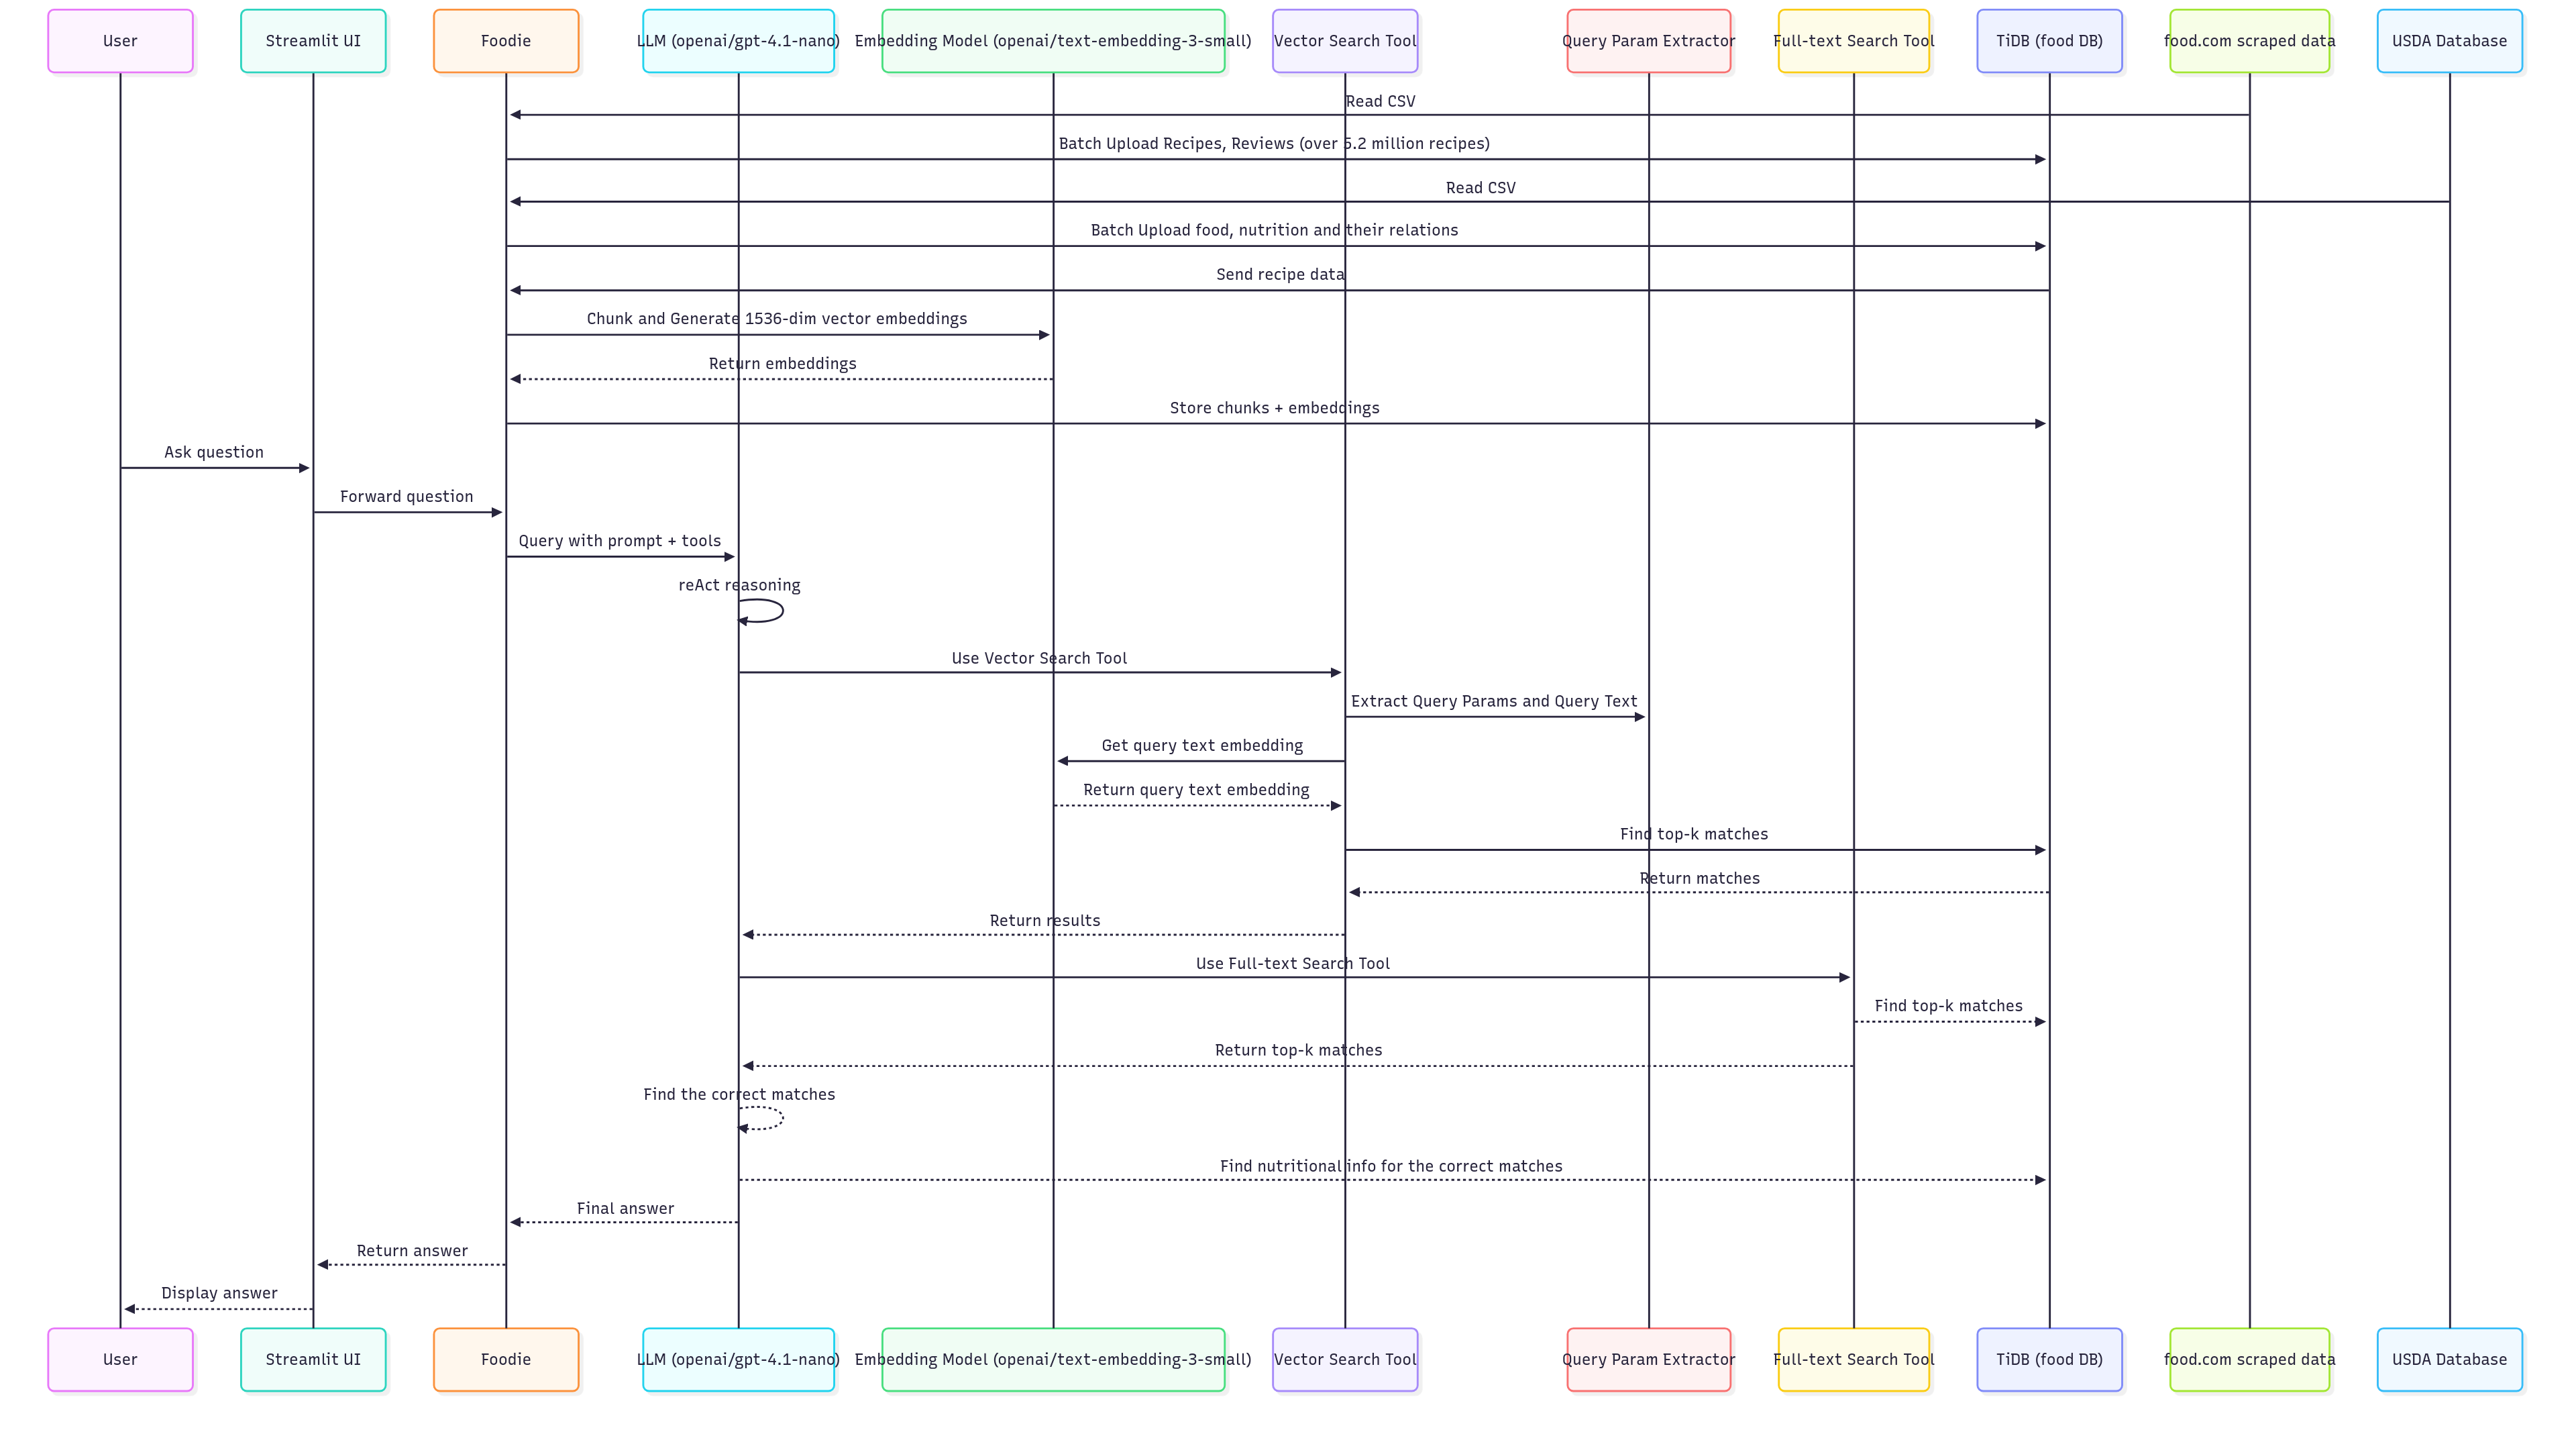 User
Streamlit UI
Foodie
LLM (openai/gpt-4.1-nano)
Embedding Model (openai/text-embedding-3-small)
Vector Search Tool
Query Param Extractor
Full-text Search Tool
TiDB (food DB)
food.com scraped data
USDA Database
Read CSV
Batch Upload Recipes, Reviews (over 5.2 million recipes)
Read CSV
Batch Upload food, nutrition and their relations
Send recipe data
Chunk and Generate 1536-dim vector embeddings
Return embeddings
Store chunks + embeddings
Ask question
Forward question
Query with prompt + tools
reAct reasoning
Use Vector Search Tool
Extract Query Params and Query Text
Get query text embedding
Return query text embedding
Find top-k matches
Return matches
Return results
Use Full-text Search Tool
Find top-k matches
Return top-k matches
Find the correct matches
Find nutritional info for the correct matches
Final answer
Return answer
Display answer
User
Streamlit UI
Foodie
LLM (openai/gpt-4.1-nano)
Embedding Model (openai/text-embedding-3-small)
Vector Search Tool
Query Param Extractor
Full-text Search Tool
TiDB (food DB)
food.com scraped data
USDA Database